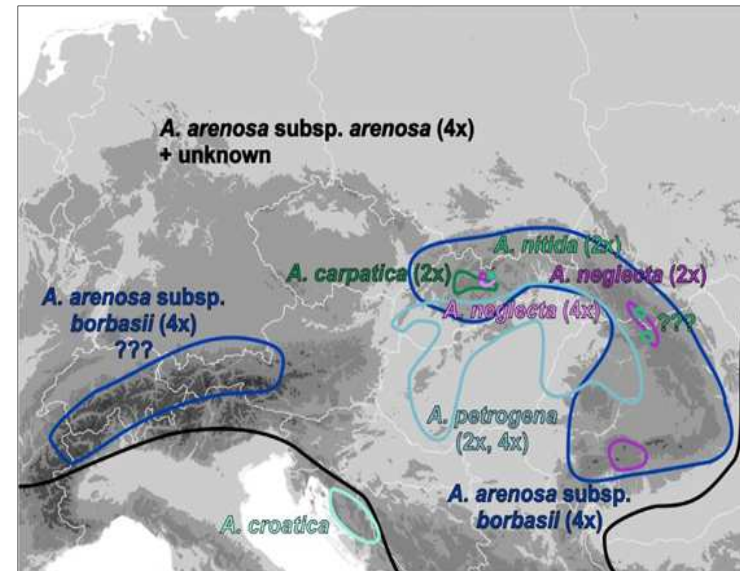 A. arenosa subsp. arenosa (4x)
+ unknown
A. nitida (2x)
A. carpatica (2x)
A. neglecta (2x)
A. arenosa subsp.
borbasii (4x)
???
A. neglecta (4x)
???
A. petrogena
(2x, 4x)
A. arenosa subsp.
borbasii (4x)
A. croatica